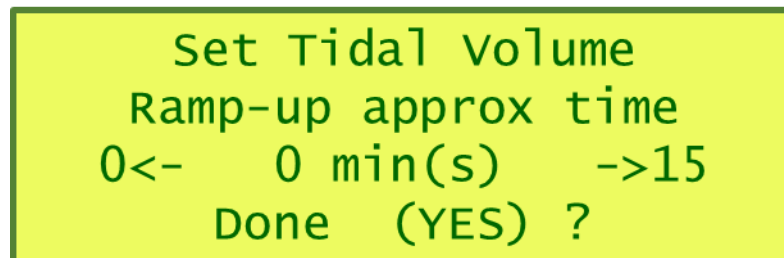 Set Tidal Volume
Ramp-up approx time
0<-   0 min(s)   ->15
Done  (YES) ?